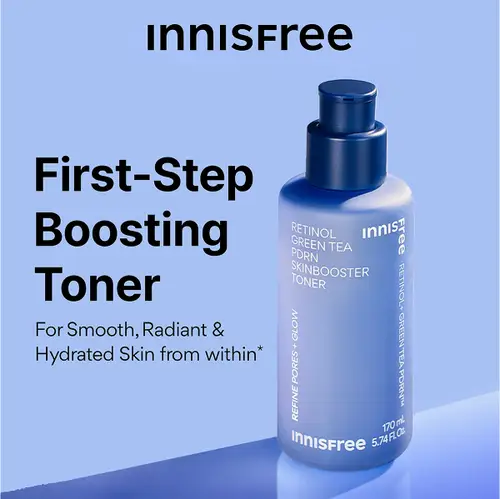 INNISFree
First-Step
Boosting
Toner
For Smooth, Radiant &
Hydrated Skin from within*
RETINOL
GREEN TEA
PDRN
SKINBOOSTER
TONER
INNISFree
RETINOL + GREEN TEA PDRN™
REFINE PORES + GLOW
170 mL
5.74 FL.Oz.
INNISFree